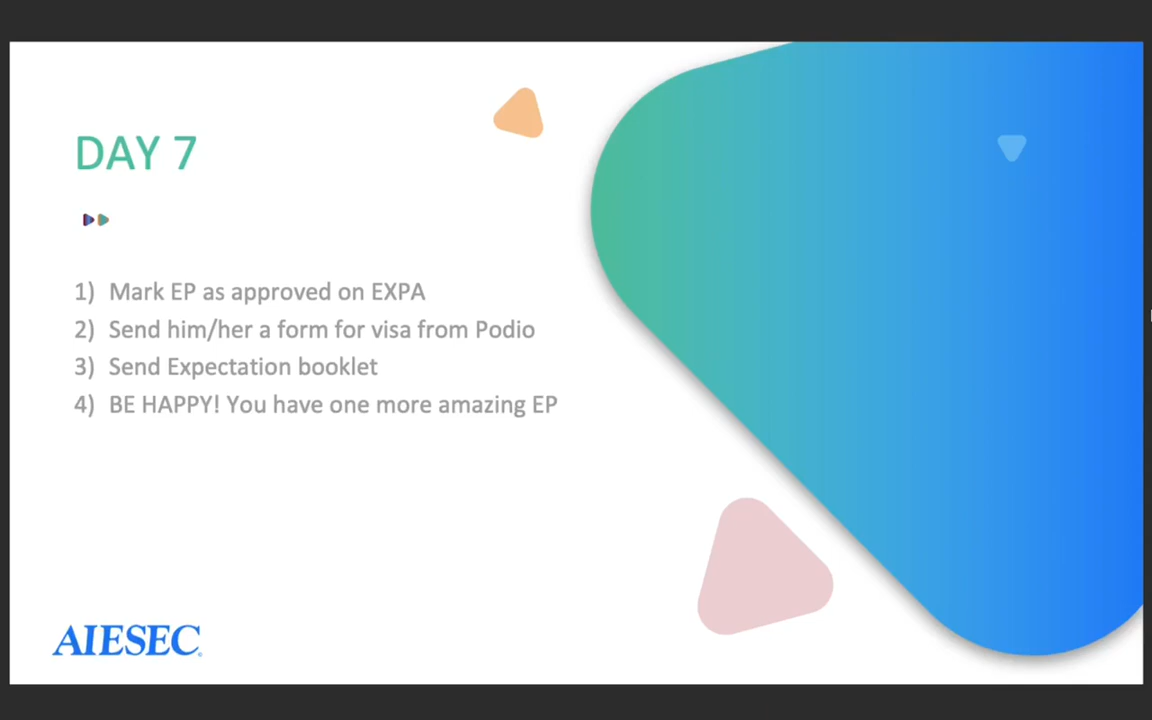 DAY 7
1) Mark EP as approved on EXPA
2) Send him/her a form for visa from Podio
3) Send Expectation booklet
4) BE HAPPY! You have one more amazing EP
AIESEC